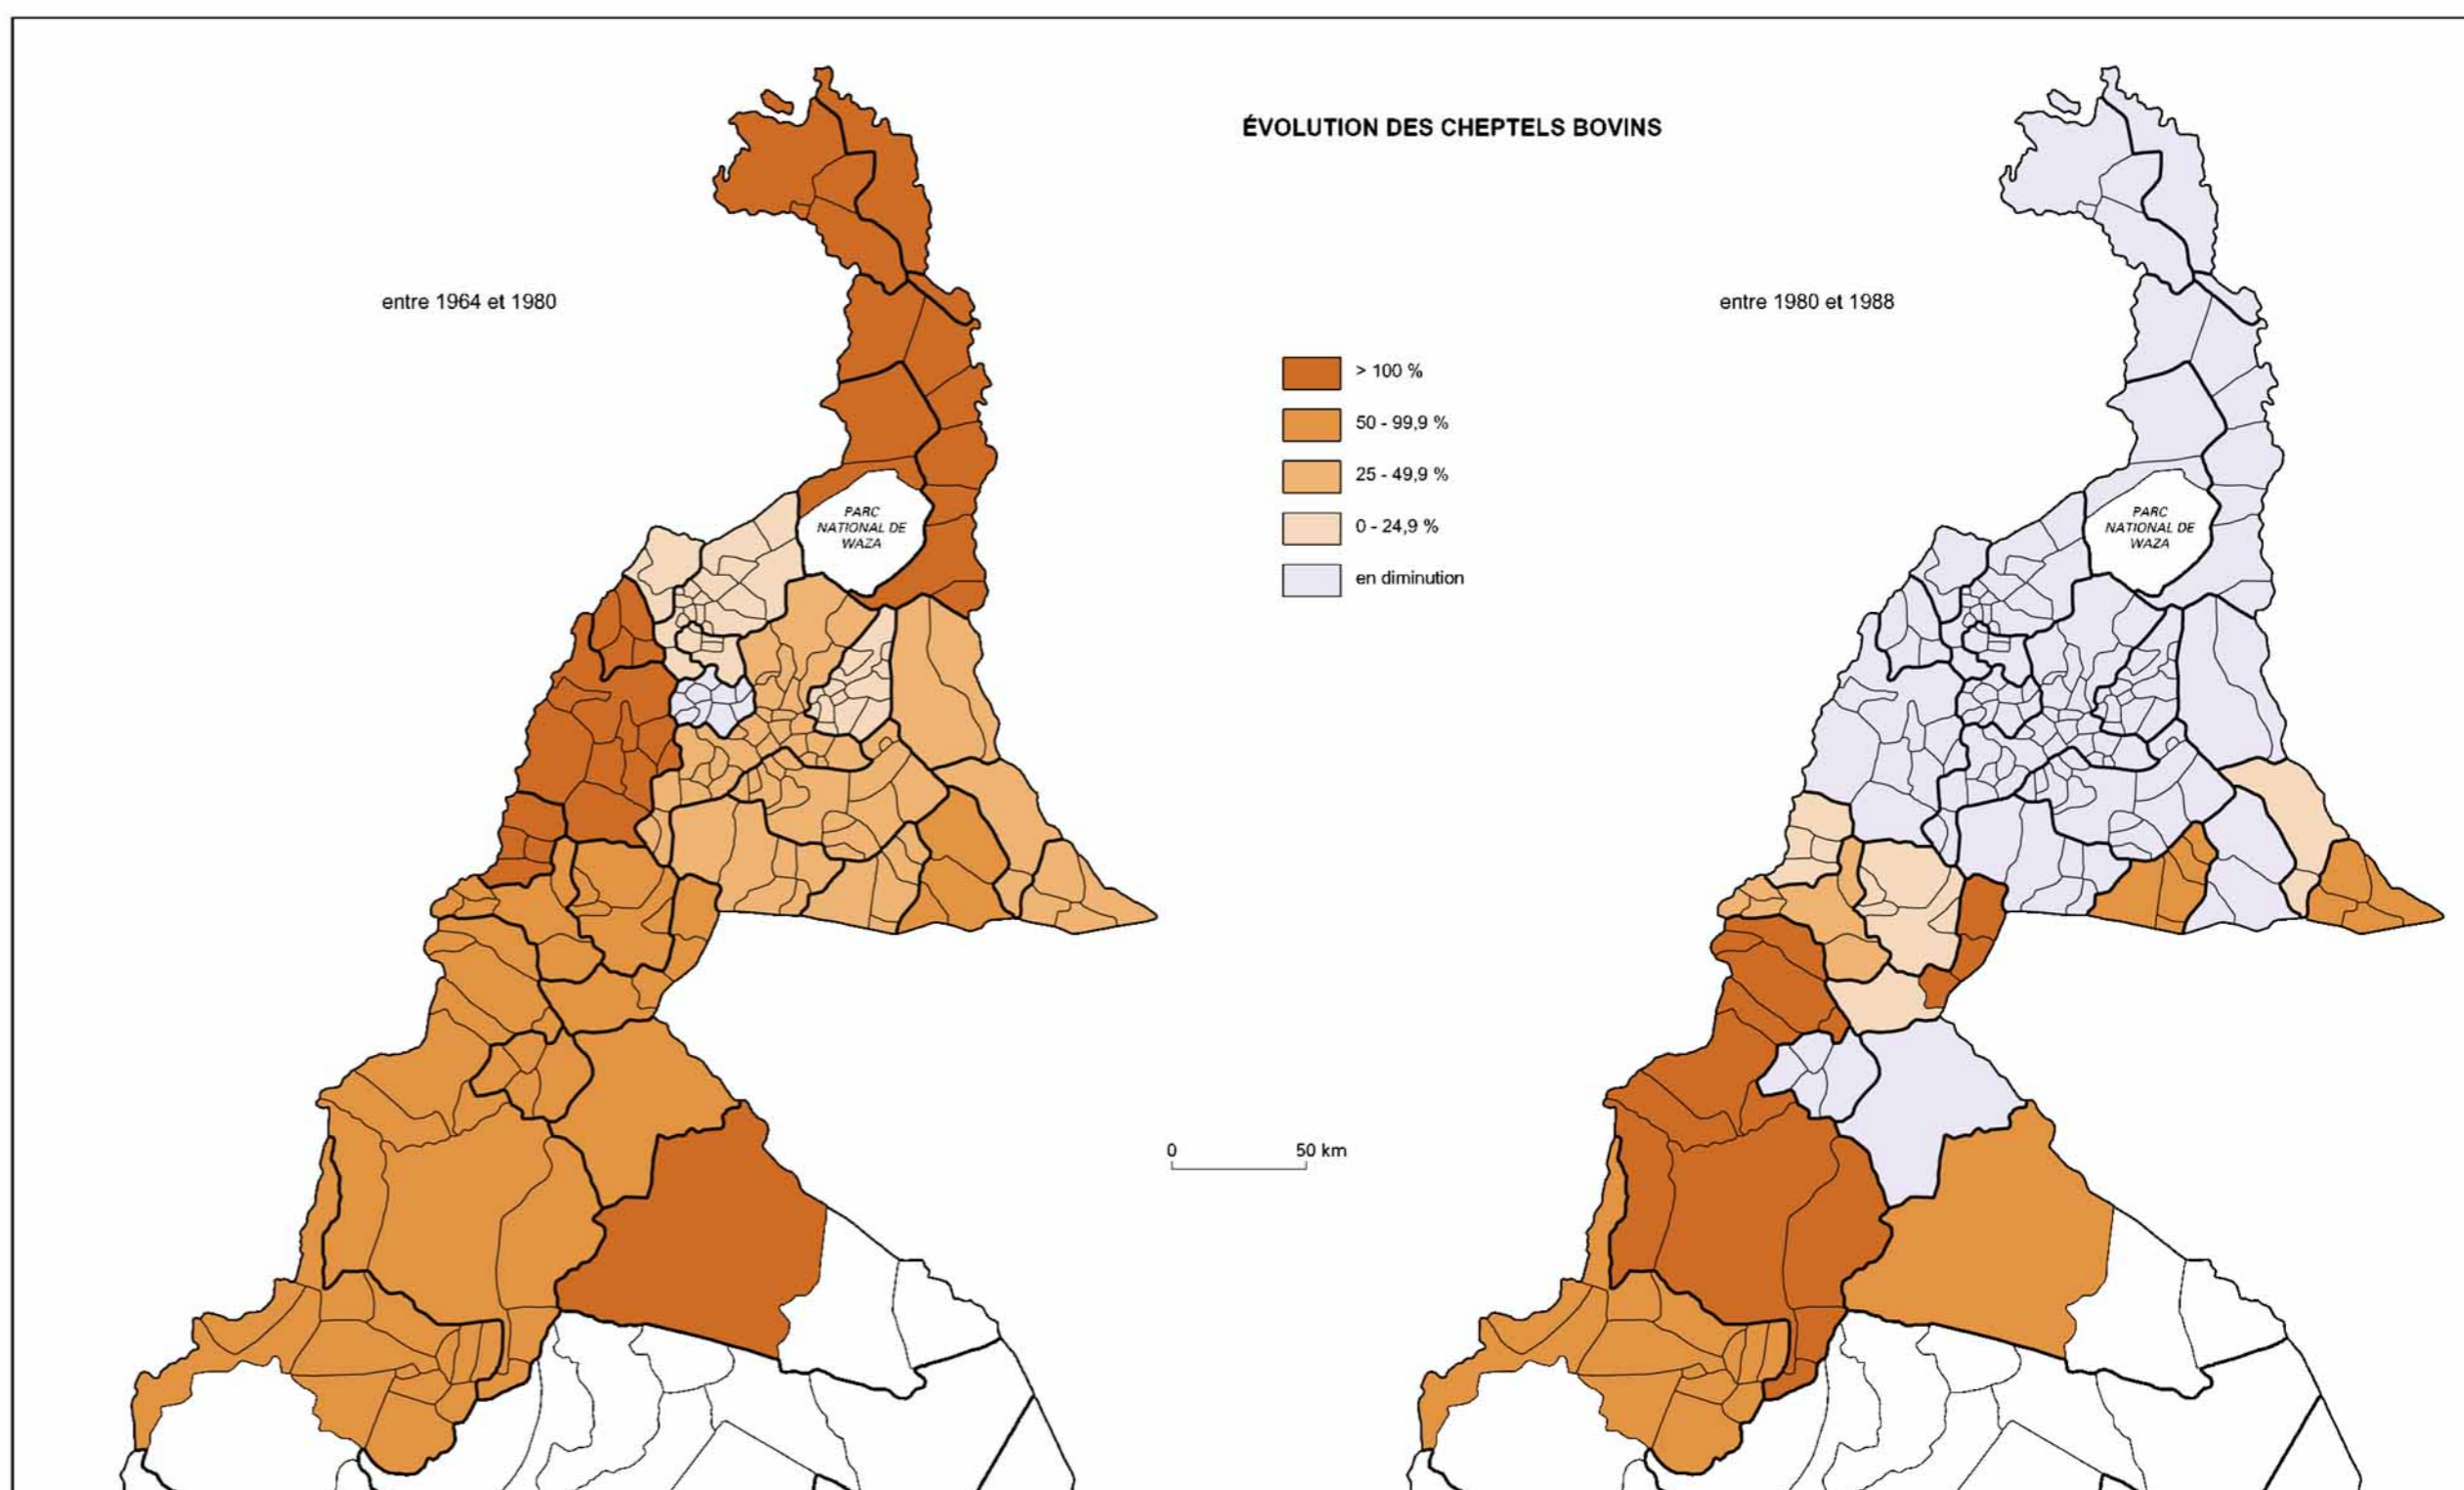 ÉVOLUTION DES CHEPTELS BOVINS
entre 1964 et 1980
entre 1980 et 1988
> 100 %
50 - 99,9 %
25 - 49,9 %
0 - 24,9 %
en diminution
PARC
NATIONAL DE
WAZA
PARC
NATIONAL DE
WAZA
0 50 km